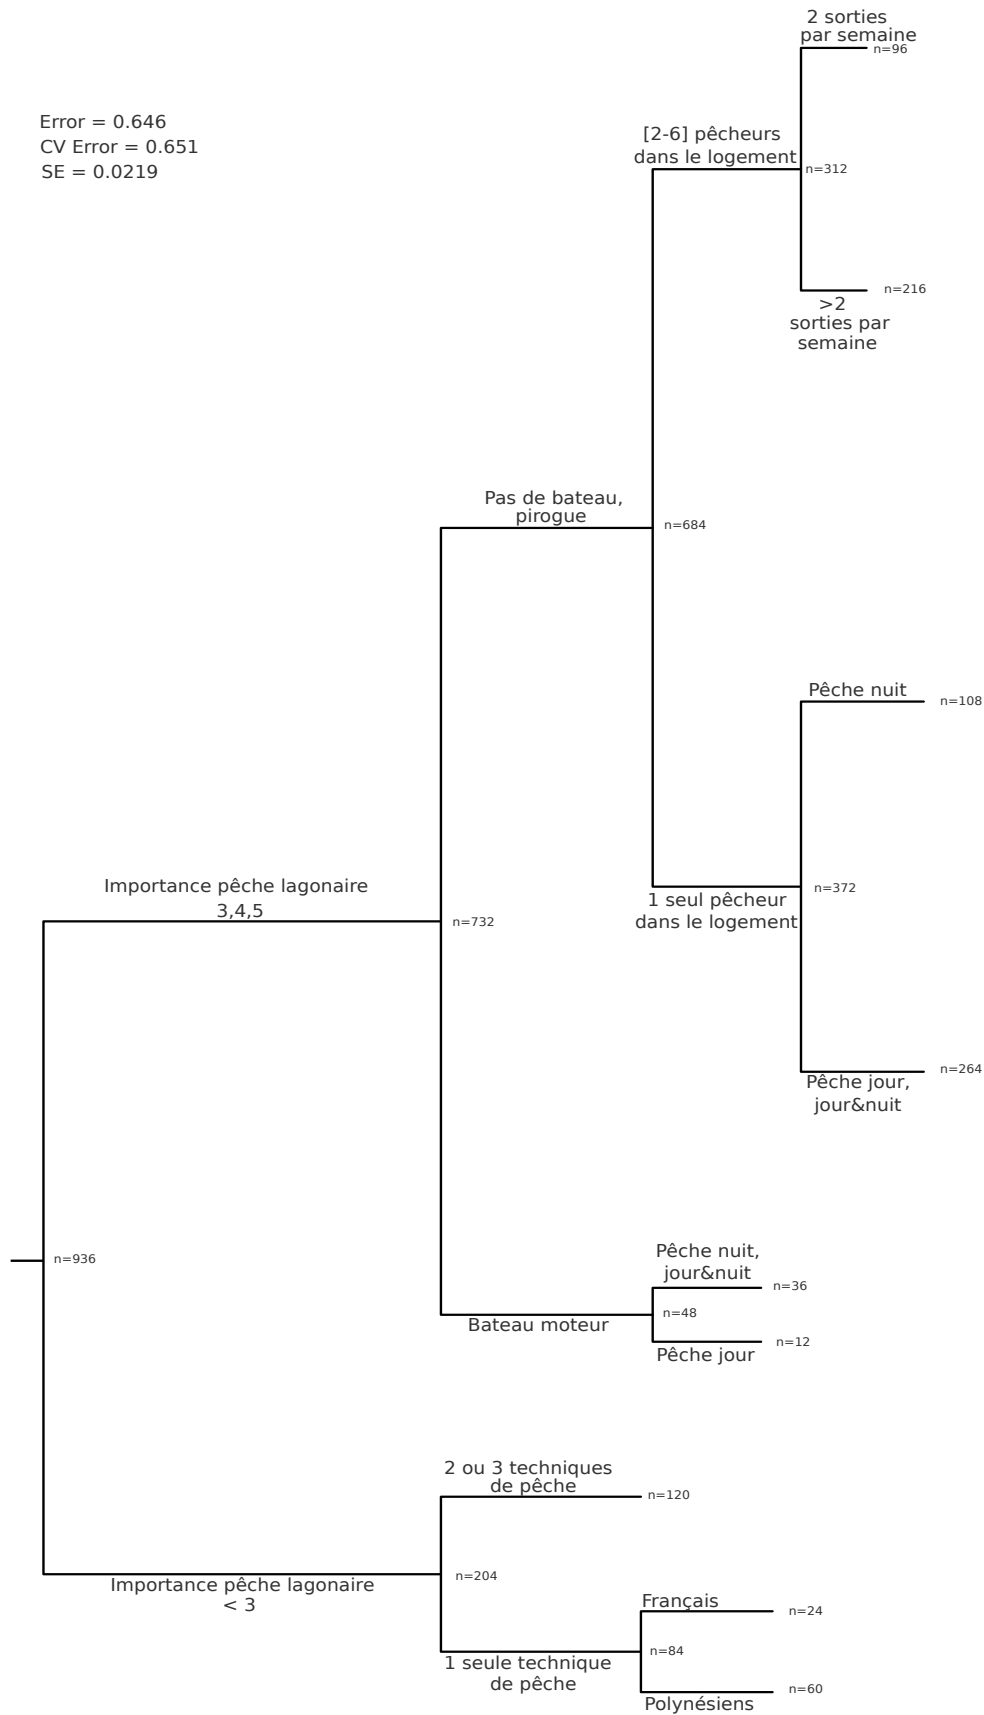 2 sorties
par semaine
n=96
Error = 0.646
CV Error = 0.651
SE = 0.0219
[2-6] pêcheurs
dans le logement
n=312
n=216
>2
sorties par
semaine
Pas de bateau,
pirogue
n=684
Pêche nuit
n=108
Importance pêche lagonaire
3,4,5
n=732
1 seul pêcheur
dans le logement
n=372
n=264
Pêche jour,
jour&nuit
n=936
Pêche nuit,
jour&nuit
n=36
Bateau moteur
n=48
n=12
Pêche jour
2 ou 3 techniques
de pêche
n=120
Importance pêche lagonaire
< 3
n=204
Français
n=24
1 seule technique
de pêche
n=84
n=60
Polynésiens